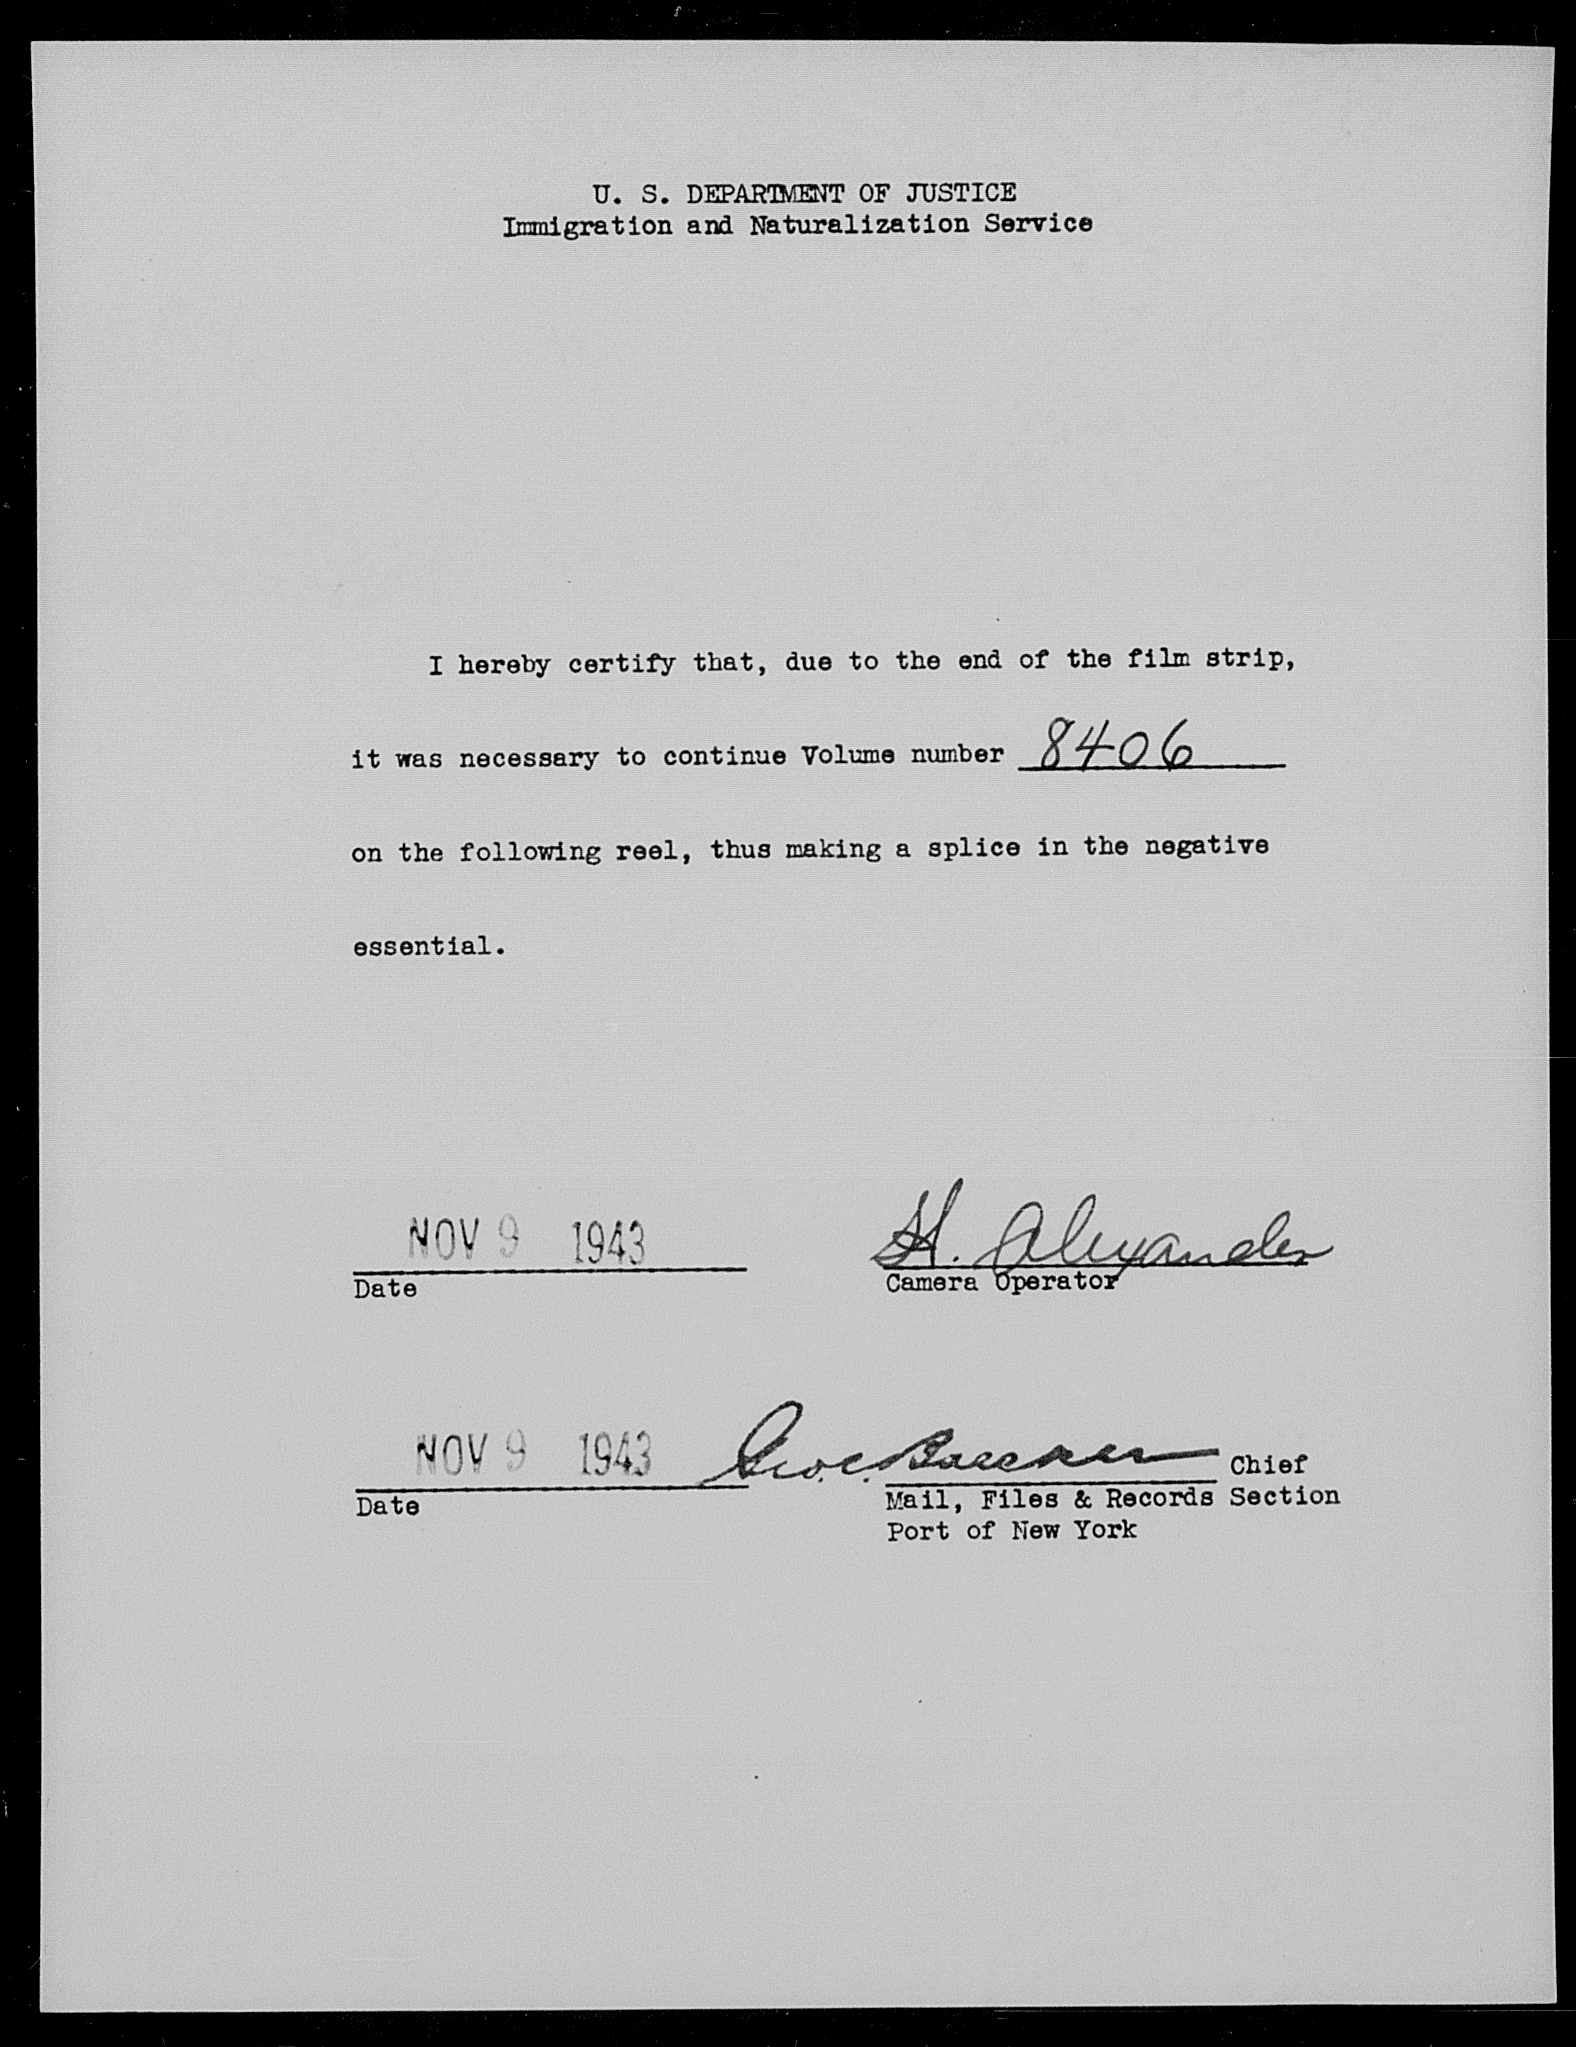 U. S. DEPARTMENT OF JUSTICE
Immigration and Naturalization Service
I hereby certify that, due to the end of the film strip,
it was necessary to continue Volume number 8406
on the following reel, thus making a splice in the negative
essential.
NOV 9 1943 H. Alexander
Date Camera Operator
NOV 9 1943 Geo. C. Chief
Date Mail, Files & Records Section
Port of New York